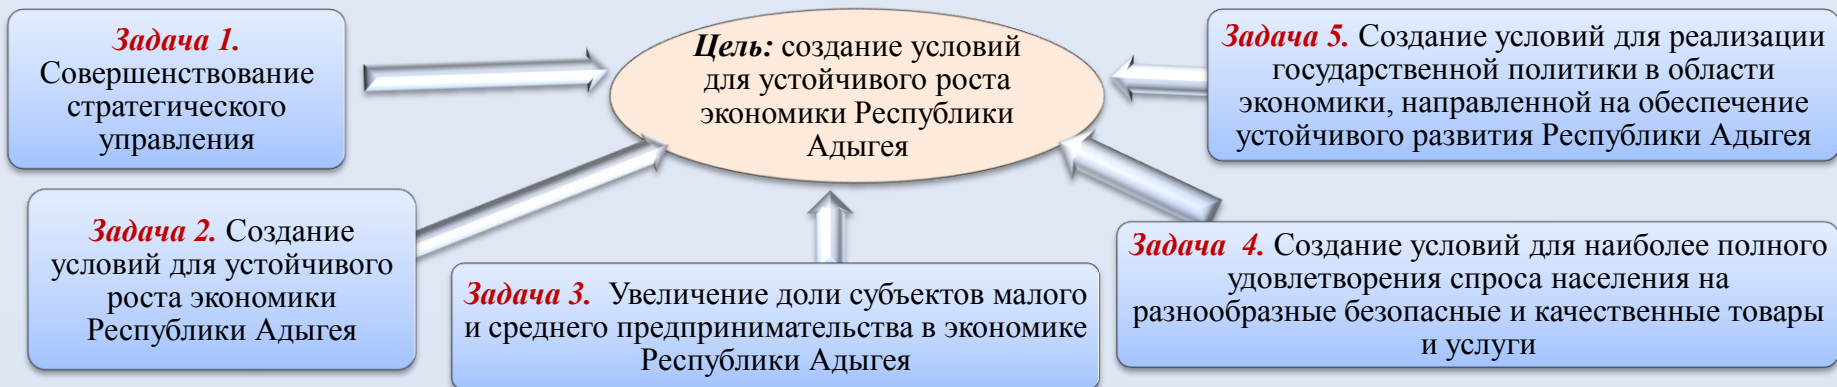 Задача 1.
Совершенствование
стратегического
управления
Цель: создание условий
для устойчивого роста
экономики Республики
Адыгея
Задача 5. Создание условий для реализации
государственной политики в области
экономики, направленной на обеспечение
устойчивого развития Республики Адыгея
Задача 2. Создание
условий для устойчивого
роста экономики
Республики Адыгея
Задача 3. Увеличение доли субъектов малого
и среднего предпринимательства в экономике
Республики Адыгея
Задача 4. Создание условий для наиболее полного
удовлетворения спроса населения на
разнообразные безопасные и качественные товары
и услуги